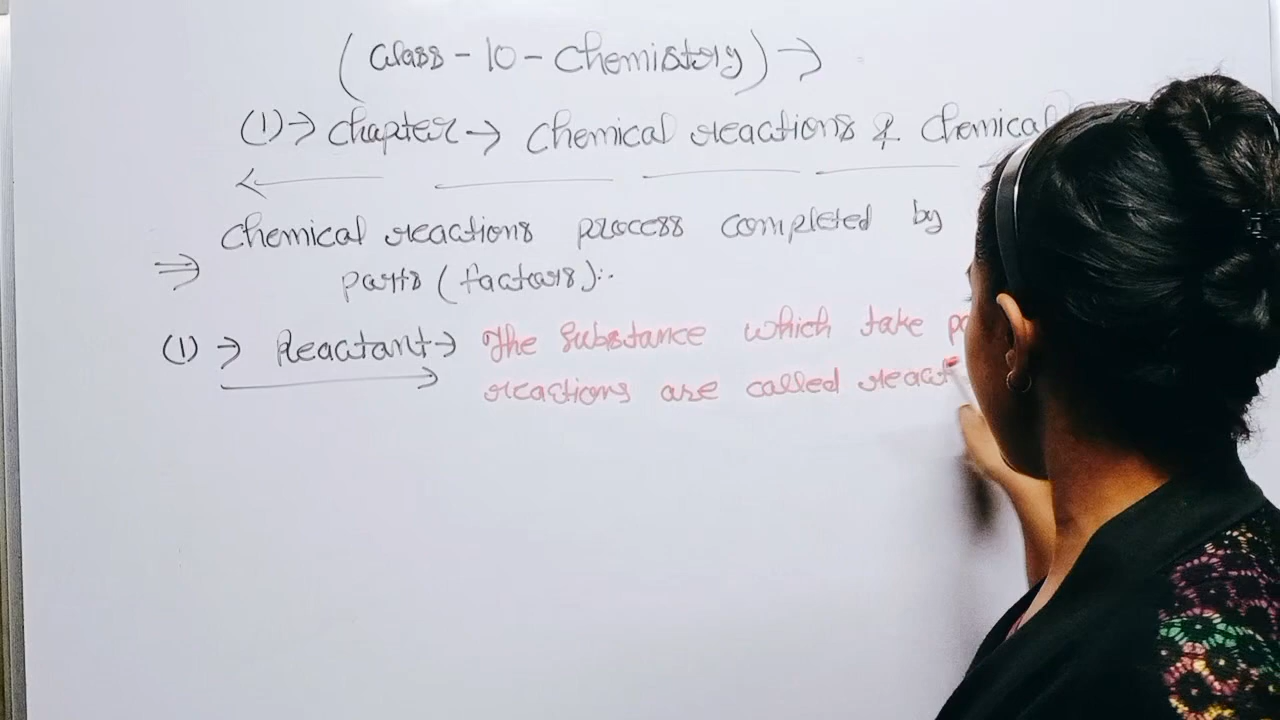 (Class - 10 - Chemistry) →
(1) → Chapter → Chemical reactions & Chemical
Chemical reactions process completed by
⇒ parts (factors):-
(1) → Reactant → The Substance which take
reactions are called react